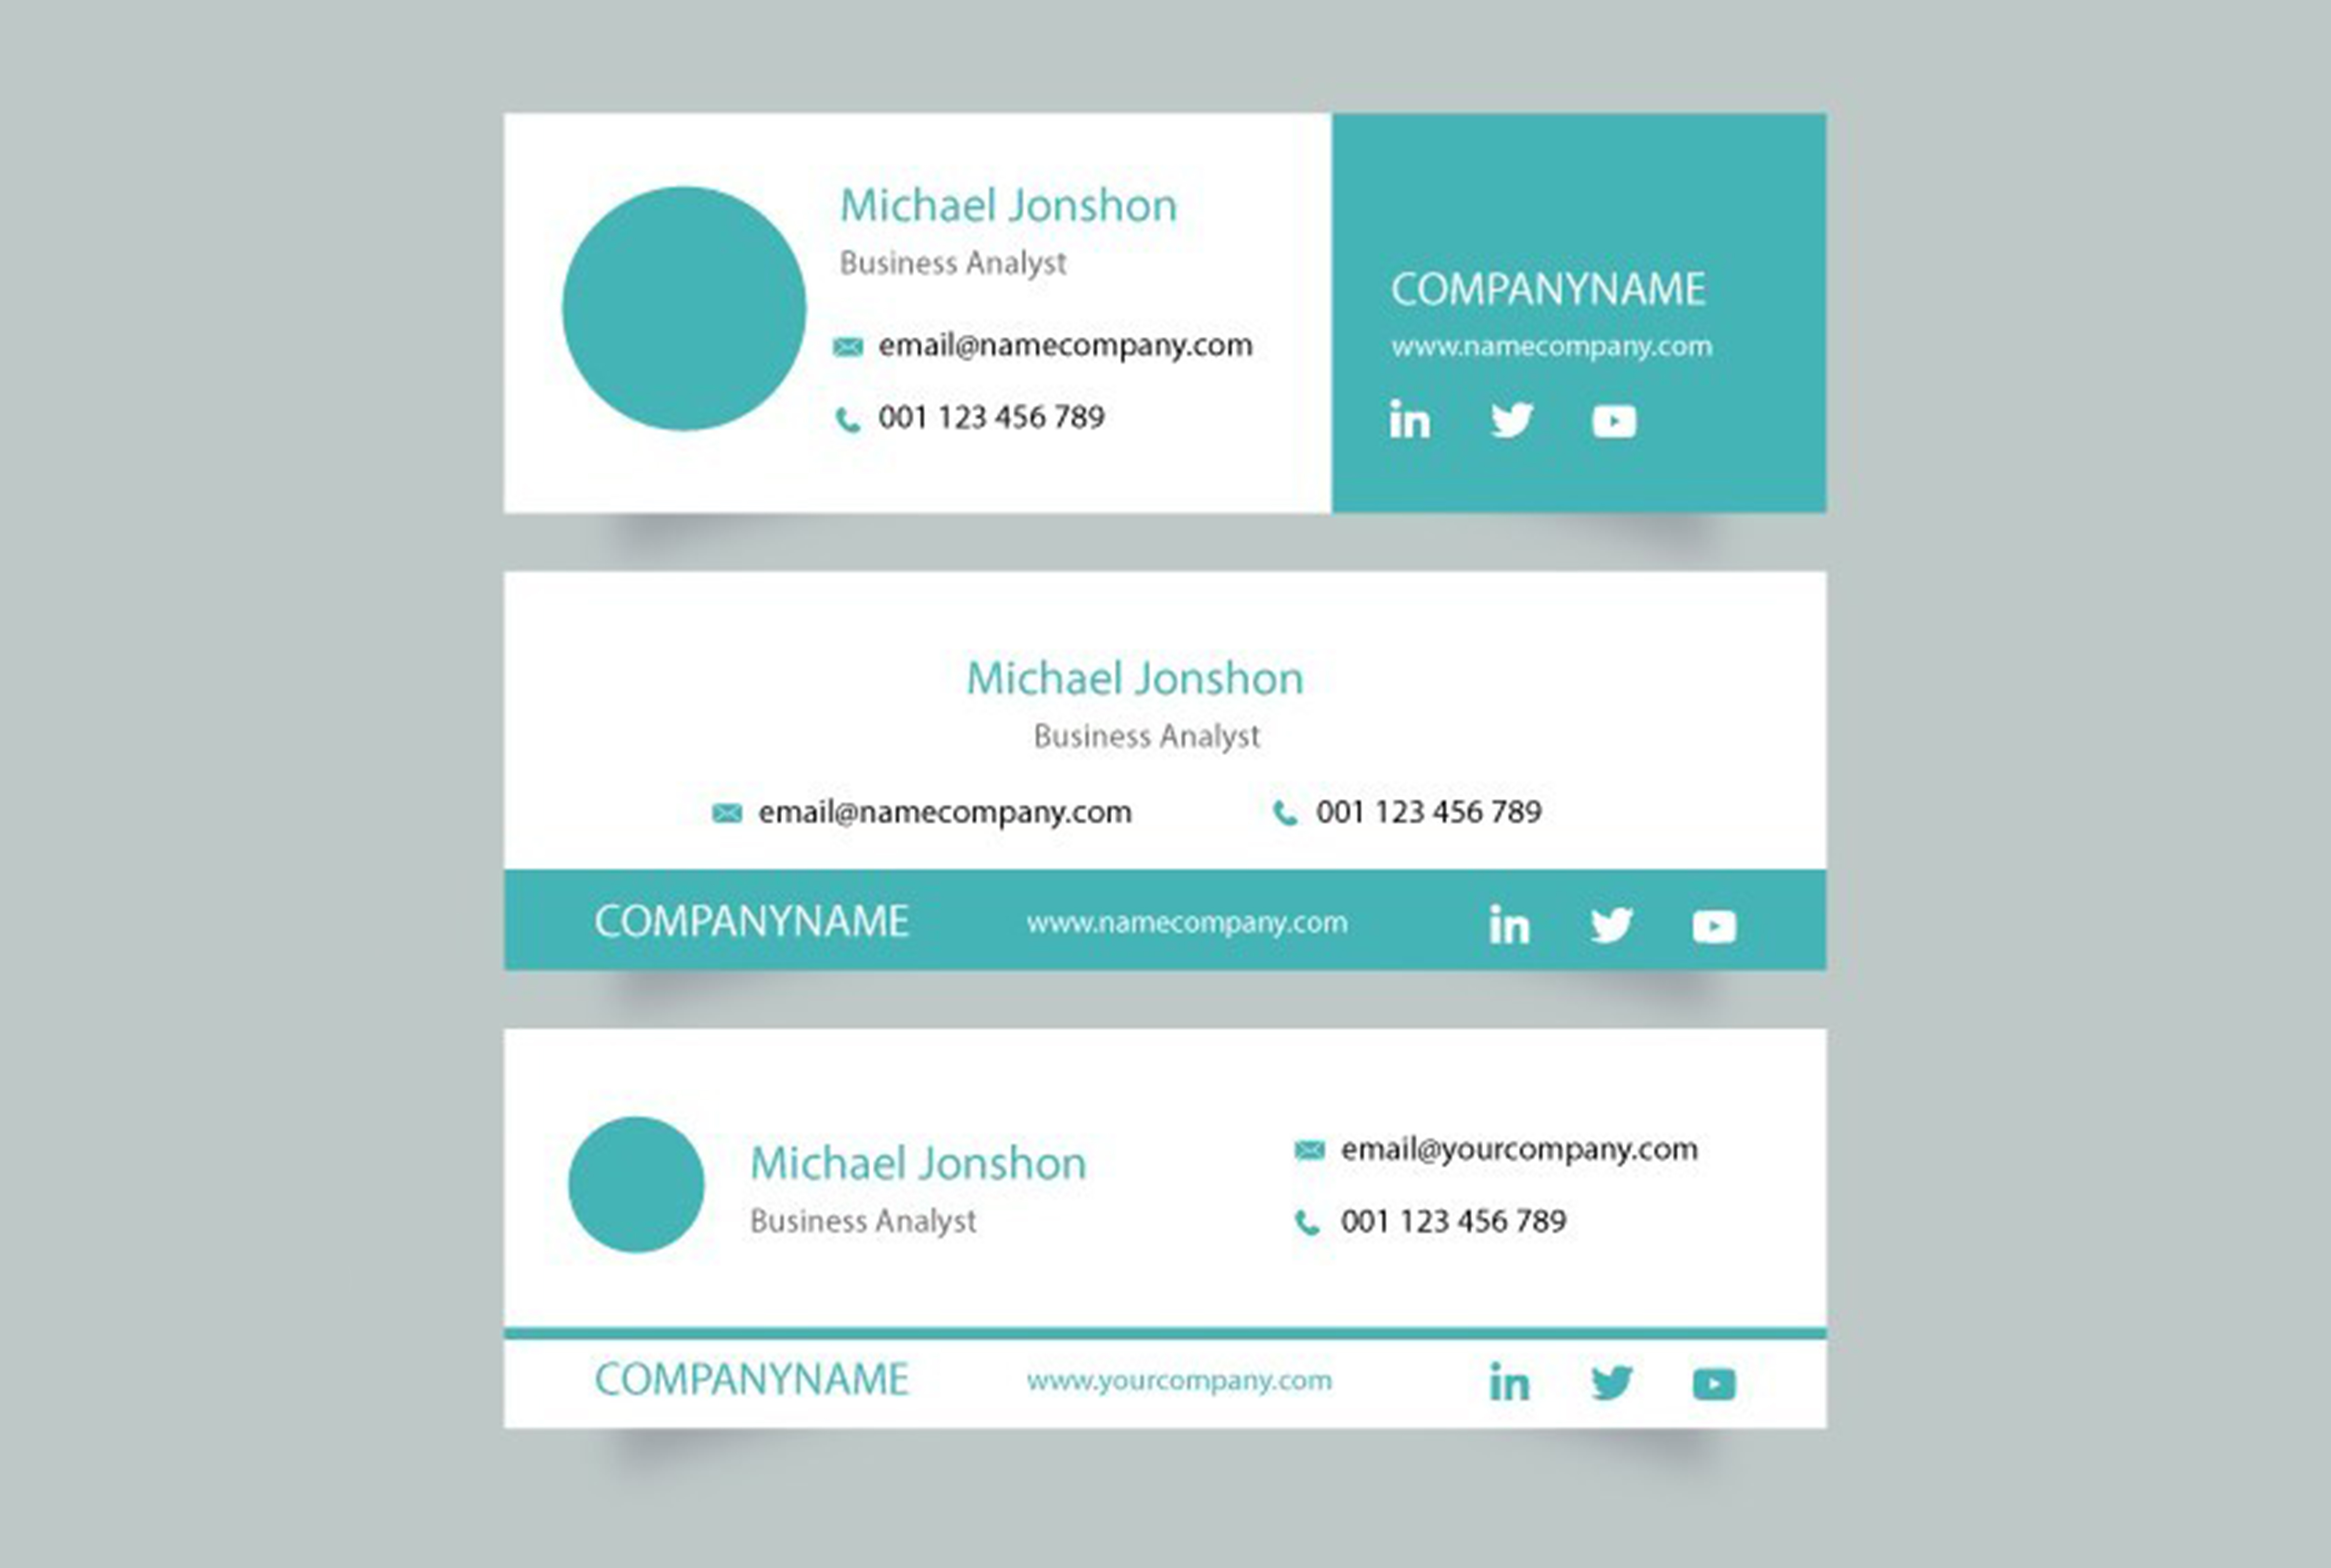 Michael Jonshon
Business Analyst
email@namecompany.com
001 123 456 789
COMPANYNAME
www.namecompany.com
in
Michael Jonshon
Business Analyst
email@namecompany.com 001 123 456 789
COMPANYNAME www.namecompany.com in
Michael Jonshon
Business Analyst
email@yourcompany.com
001 123 456 789
COMPANYNAME www.yourcompany.com in